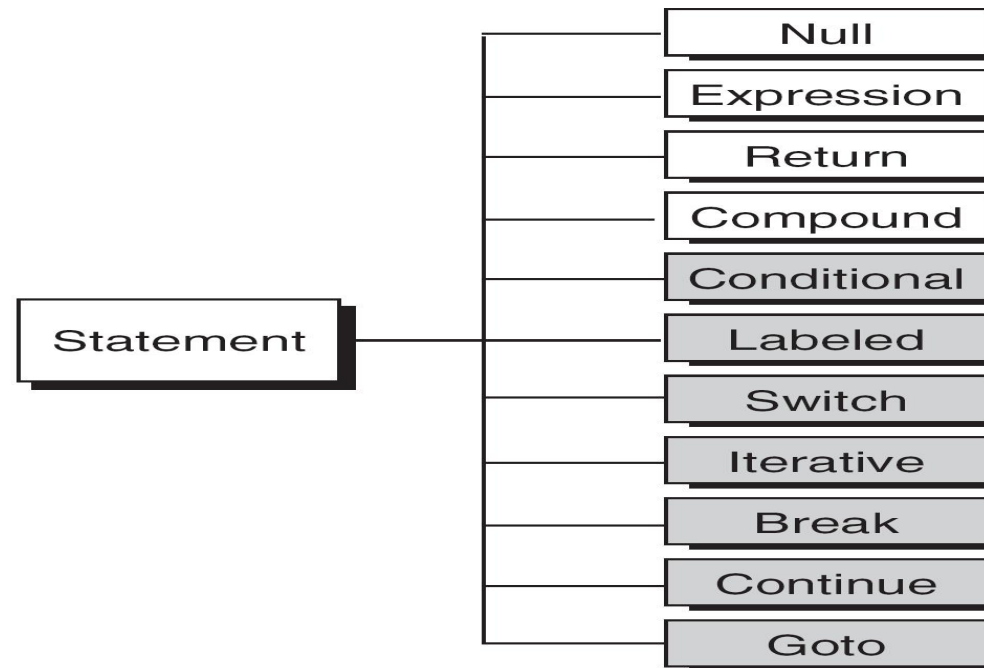 Statement
Null
Expression
Return
Compound
Conditional
Labeled
Switch
Iterative
Break
Continue
Goto